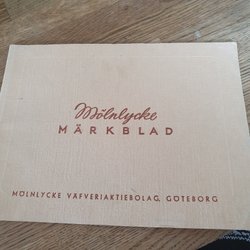 Mölnlycke
MÄRKBLAD
MÖLNLYCKE VÄFVERIAKTIEBOLAG, GÖTEBORG